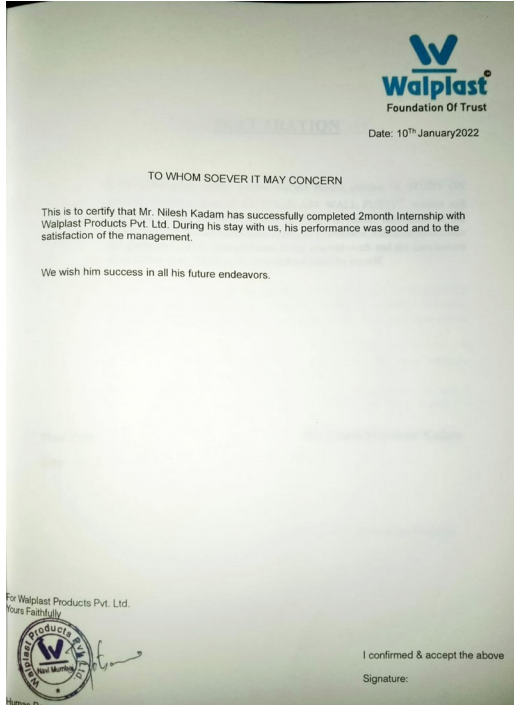 Walplast
Foundation Of Trust
Date: 10Th January2022
TO WHOM SOEVER IT MAY CONCERN
This is to certify that Mr. Nilesh Kadam has successfully completed 2month Internship with
Walplast Products Pvt. Ltd. During his stay with us, his performance was good and to the
satisfaction of the management.
We wish him success in all his future endeavors.
For Walplast Products Pvt. Ltd.
Yours Faithfully
Walplast Products Pvt. Ltd.
Navi Mumbai
I confirmed & accept the above
Signature:
Human